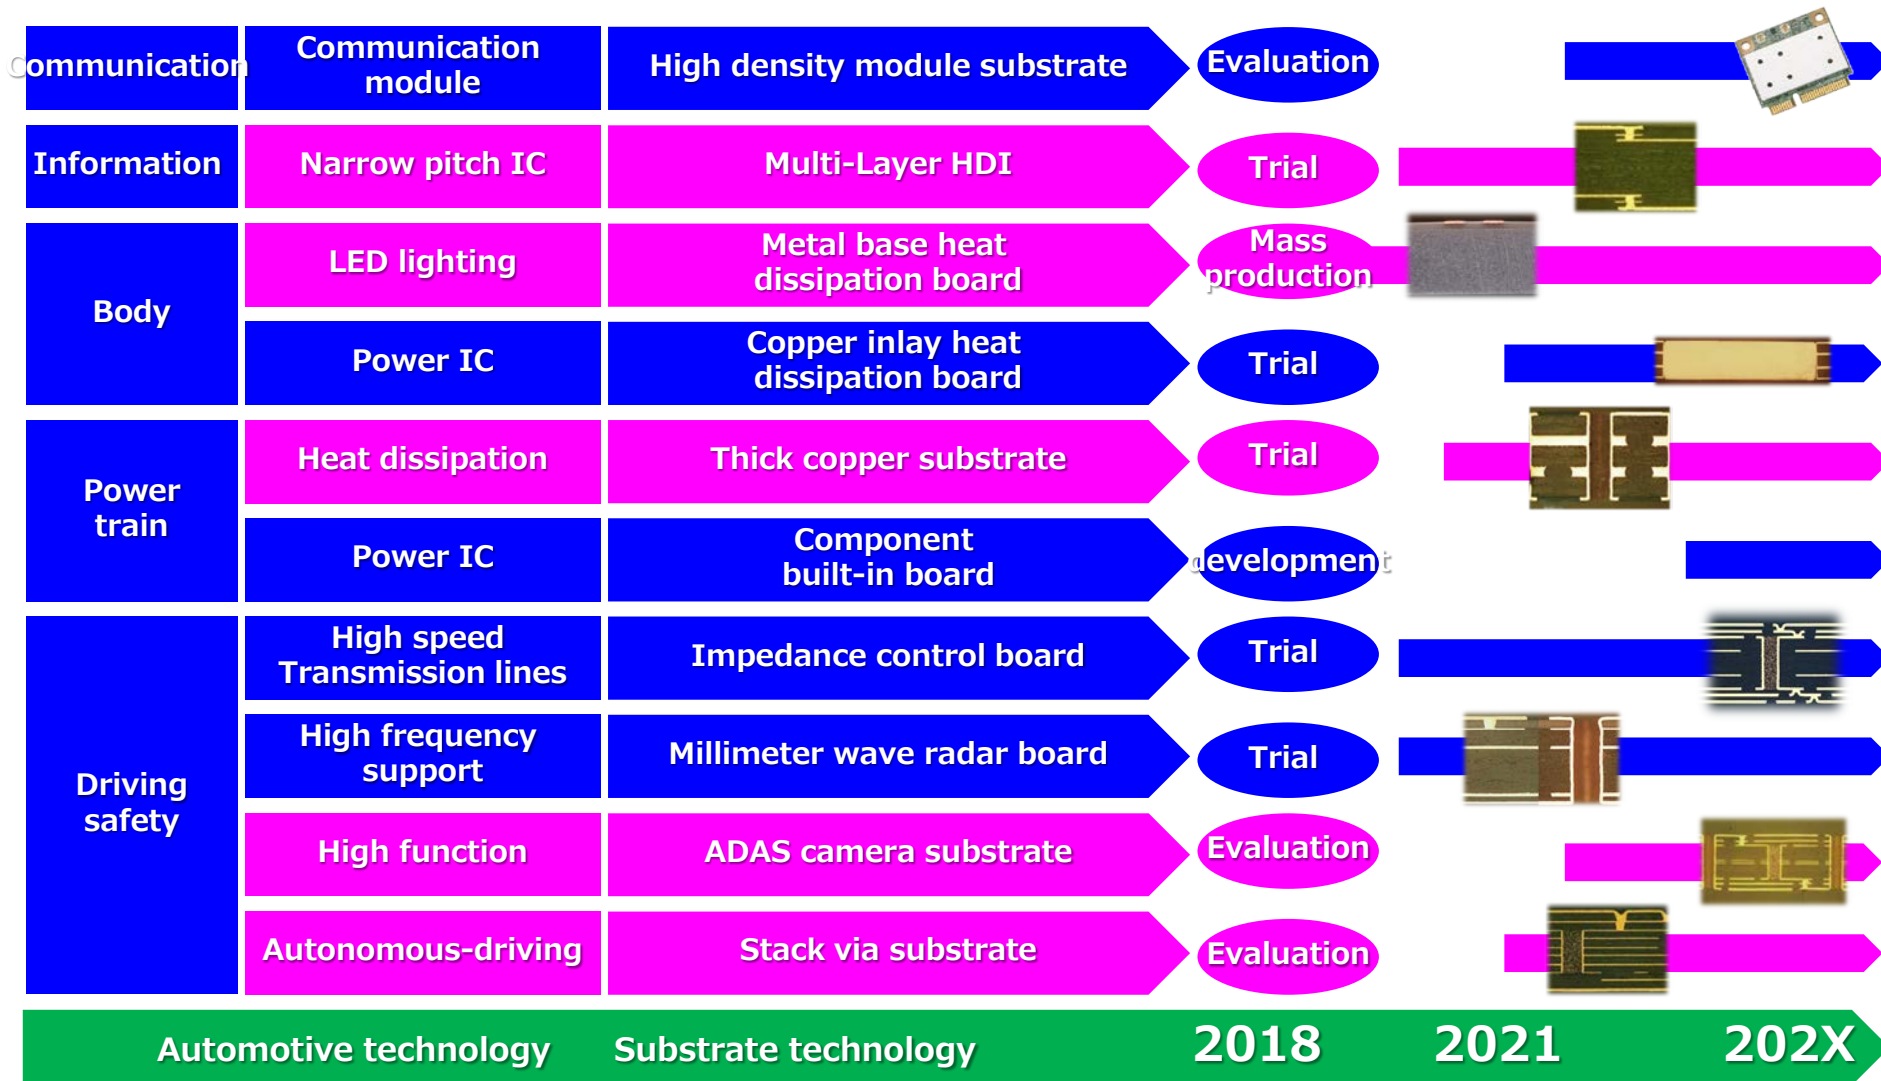 Communication
Communication
module
High density module substrate
Evaluation
Information
Narrow pitch IC
Multi-Layer HDI
Trial
Body
LED lighting
Metal base heat
dissipation board
Mass
production
Power IC
Copper inlay heat
dissipation board
Trial
Power
train
Heat dissipation
Thick copper substrate
Trial
Power IC
Component
built-in board
development
Driving
safety
High speed
Transmission lines
Impedance control board
Trial
High frequency
support
Millimeter wave radar board
Trial
High function
ADAS camera substrate
Evaluation
Autonomous-driving
Stack via substrate
Evaluation
Automotive technology
Substrate technology
2018
2021
202X